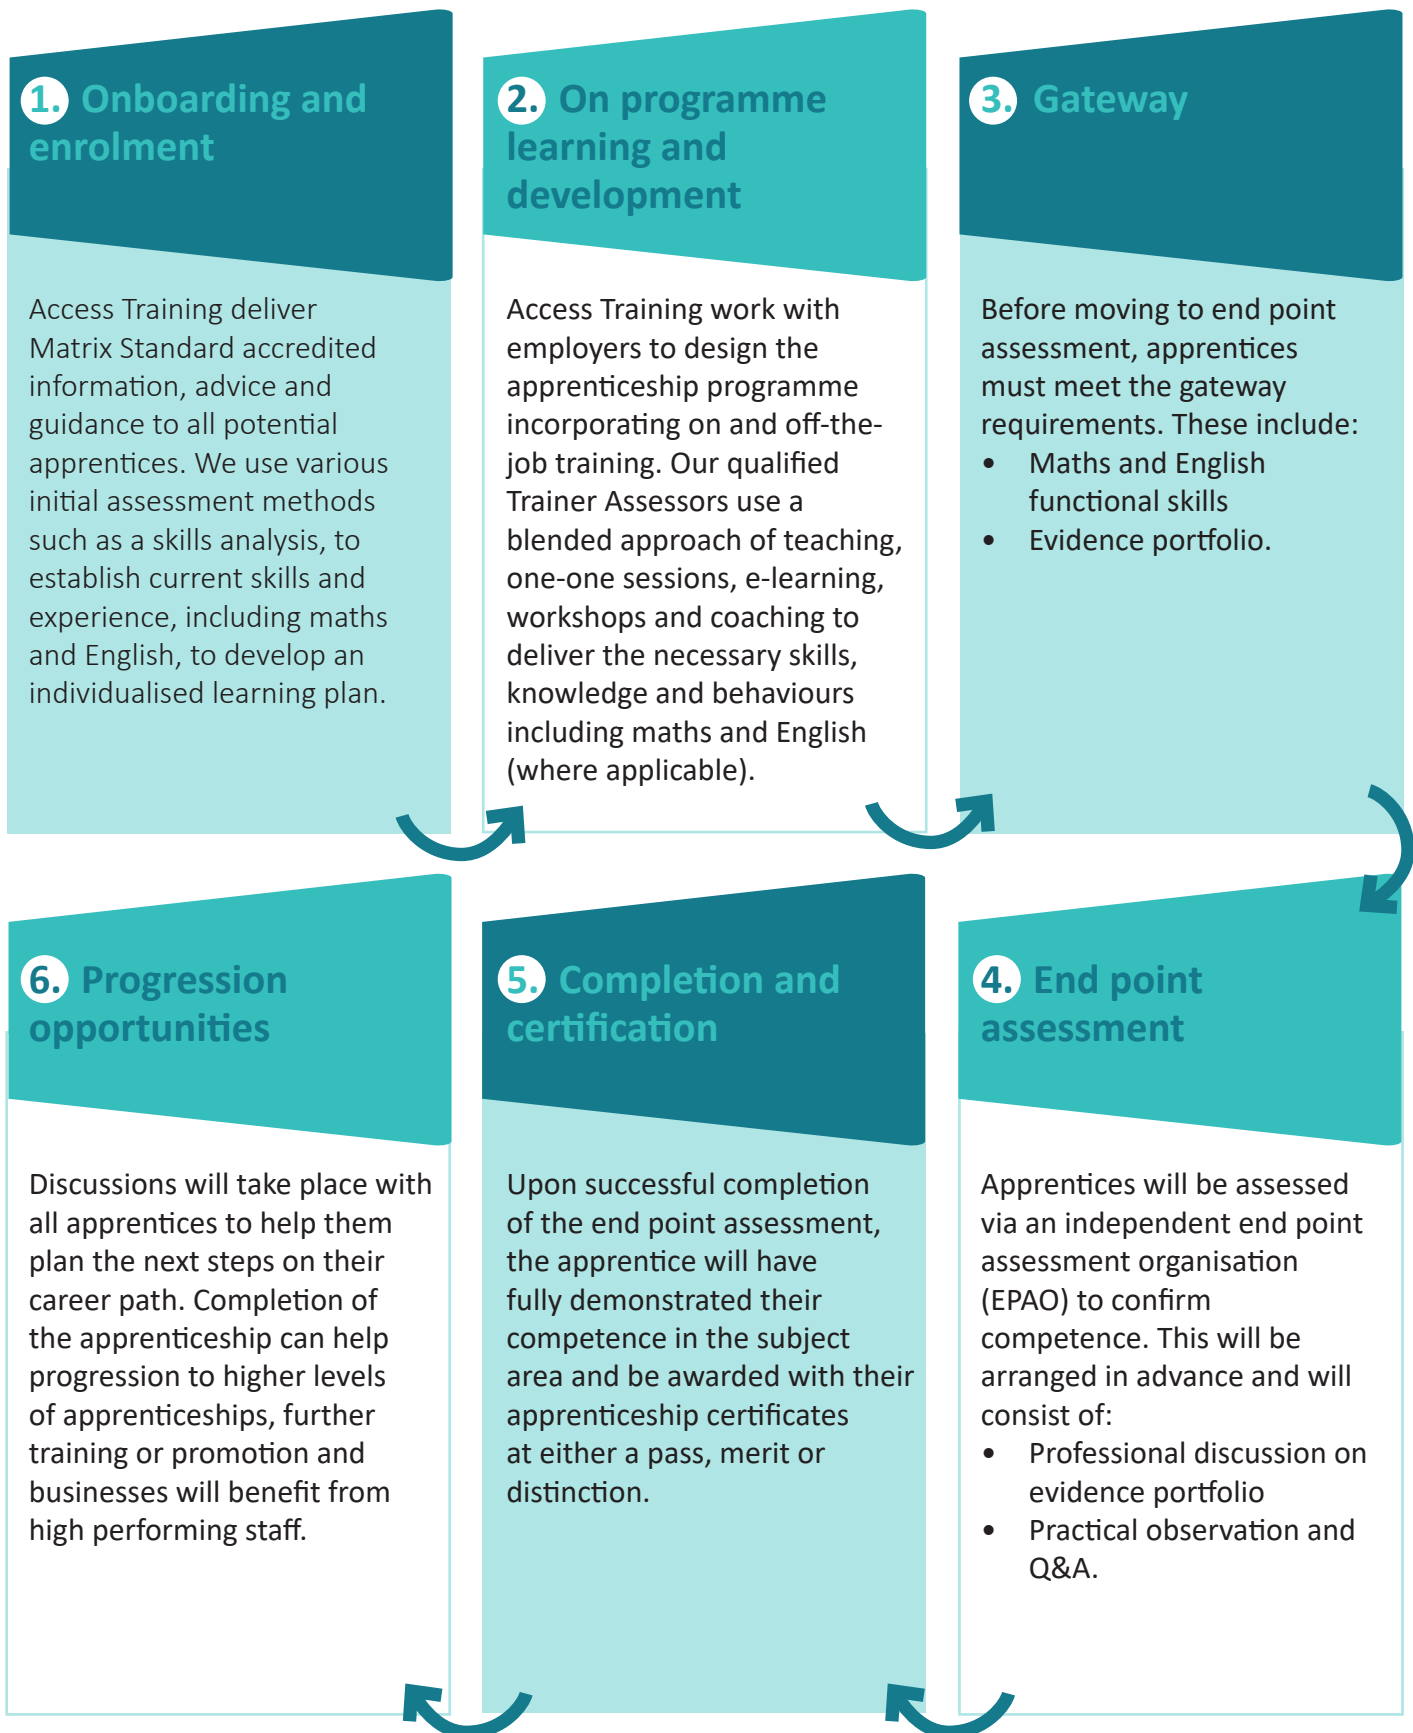 1. Onboarding and
enrolment
Access Training deliver
Matrix Standard accredited
information, advice and
guidance to all potential
apprentices. We use various
initial assessment methods
such as a skills analysis, to
establish current skills and
experience, including maths
and English, to develop an
individualised learning plan.
2. On programme
learning and
development
Access Training work with
employers to design the
apprenticeship programme
incorporating on and off-the-
job training. Our qualified
Trainer Assessors use a
blended approach of teaching,
one-one sessions, e-learning,
workshops and coaching to
deliver the necessary skills,
knowledge and behaviours
including maths and English
(where applicable).
3. Gateway
Before moving to end point
assessment, apprentices
must meet the gateway
requirements. These include:
• Maths and English
functional skills
• Evidence portfolio.
4. End point
assessment
Apprentices will be assessed
via an independent end point
assessment organisation
(EPAO) to confirm
competence. This will be
arranged in advance and will
consist of:
• Professional discussion on
evidence portfolio
• Practical observation and
Q&A.
5. Completion and
certification
Upon successful completion
of the end point assessment,
the apprentice will have
fully demonstrated their
competence in the subject
area and be awarded with their
apprenticeship certificates
at either a pass, merit or
distinction.
6. Progression
opportunities
Discussions will take place with
all apprentices to help them
plan the next steps on their
career path. Completion of
the apprenticeship can help
progression to higher levels
of apprenticeships, further
training or promotion and
businesses will benefit from
high performing staff.